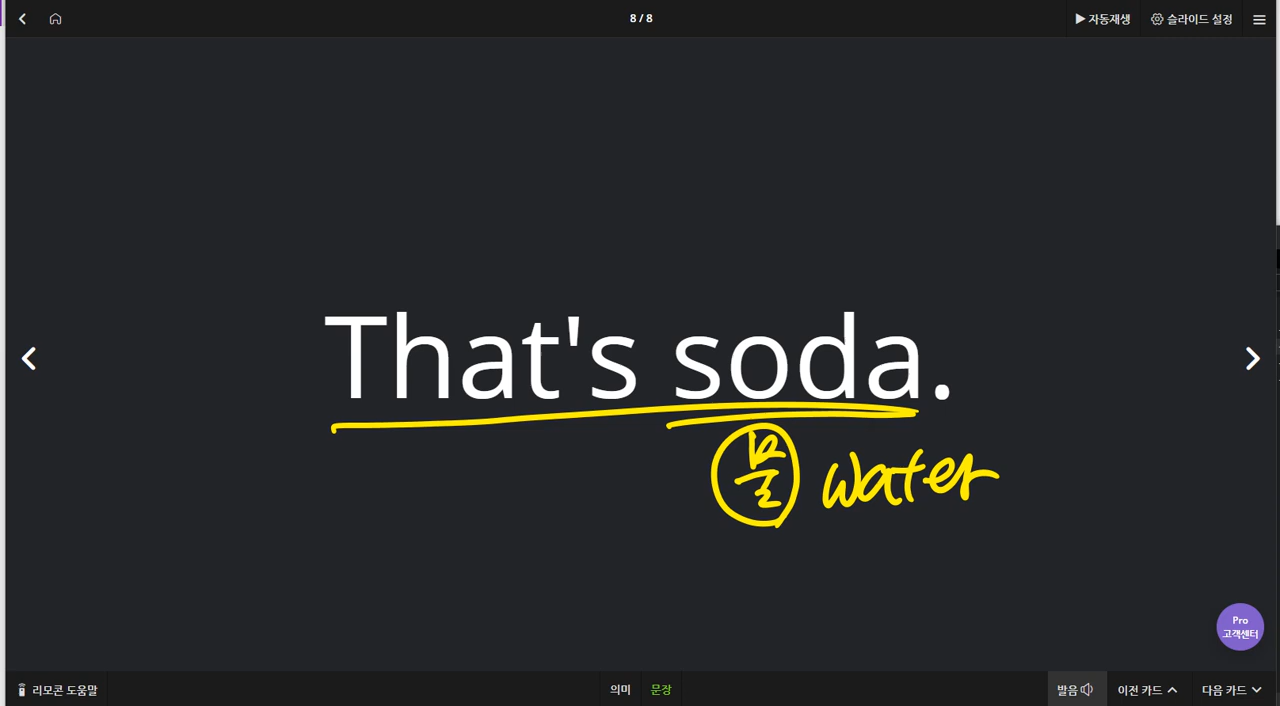 8 / 8
자동재생
슬라이드 설정
That's soda.
물 water
Pro
고객센터
리모콘 도움말
의미
문장
발음
이전 카드
다음 카드